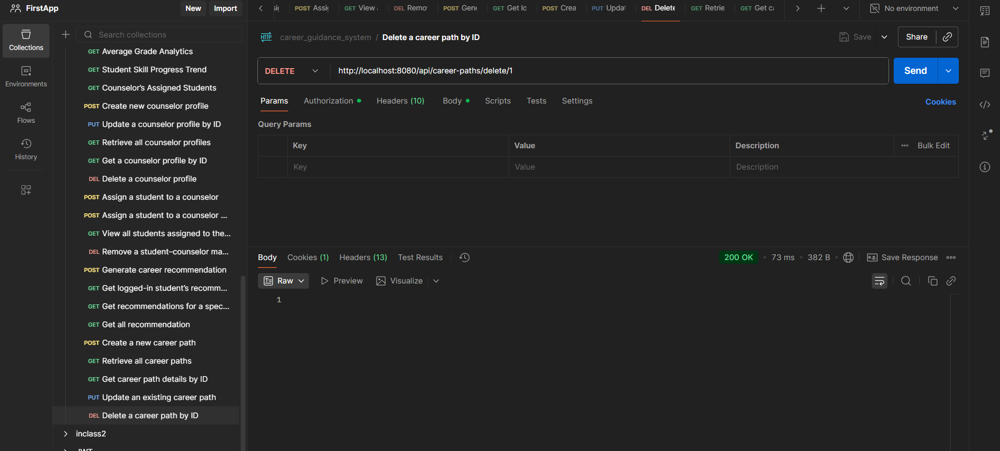 FirstApp
New
Import
POST Assig
GET View a
DEL Remo
POST Gene
GET Get lo
POST Crea
PUT Updat
DEL Delete
GET Retrie
GET Get ca
No environment
Collections
Environments
Flows
History
Search collections
GET Average Grade Analytics
GET Student Skill Progress Trend
GET Counselor’s Assigned Students
POST Create new counselor profile
PUT Update a counselor profile by ID
GET Retrieve all counselor profiles
GET Get a counselor profile by ID
DEL Delete a counselor profile
POST Assign a student to a counselor
POST Assign a student to a counselor ...
GET View all students assigned to the...
DEL Remove a student–counselor ma...
POST Generate career recommendation
GET Get logged-in student’s recomm...
GET Get recommendations for a spec...
GET Get all recommendation
POST Create a new career path
GET Retrieve all career paths
GET Get career path details by ID
PUT Update an existing career path
DEL Delete a career path by ID
inclass2
JWT
HTTP career_guidance_system / Delete a career path by ID
Save
Share
DELETE http://localhost:8080/api/career-paths/delete/1
Send
Params Authorization Headers (10) Body Scripts Tests Settings
Cookies
Query Params
Key Value Description Bulk Edit
Key Value Description
Body Cookies (1) Headers (13) Test Results
200 OK 73 ms 382 B e.g. Save Response
Raw Preview Visualize
1